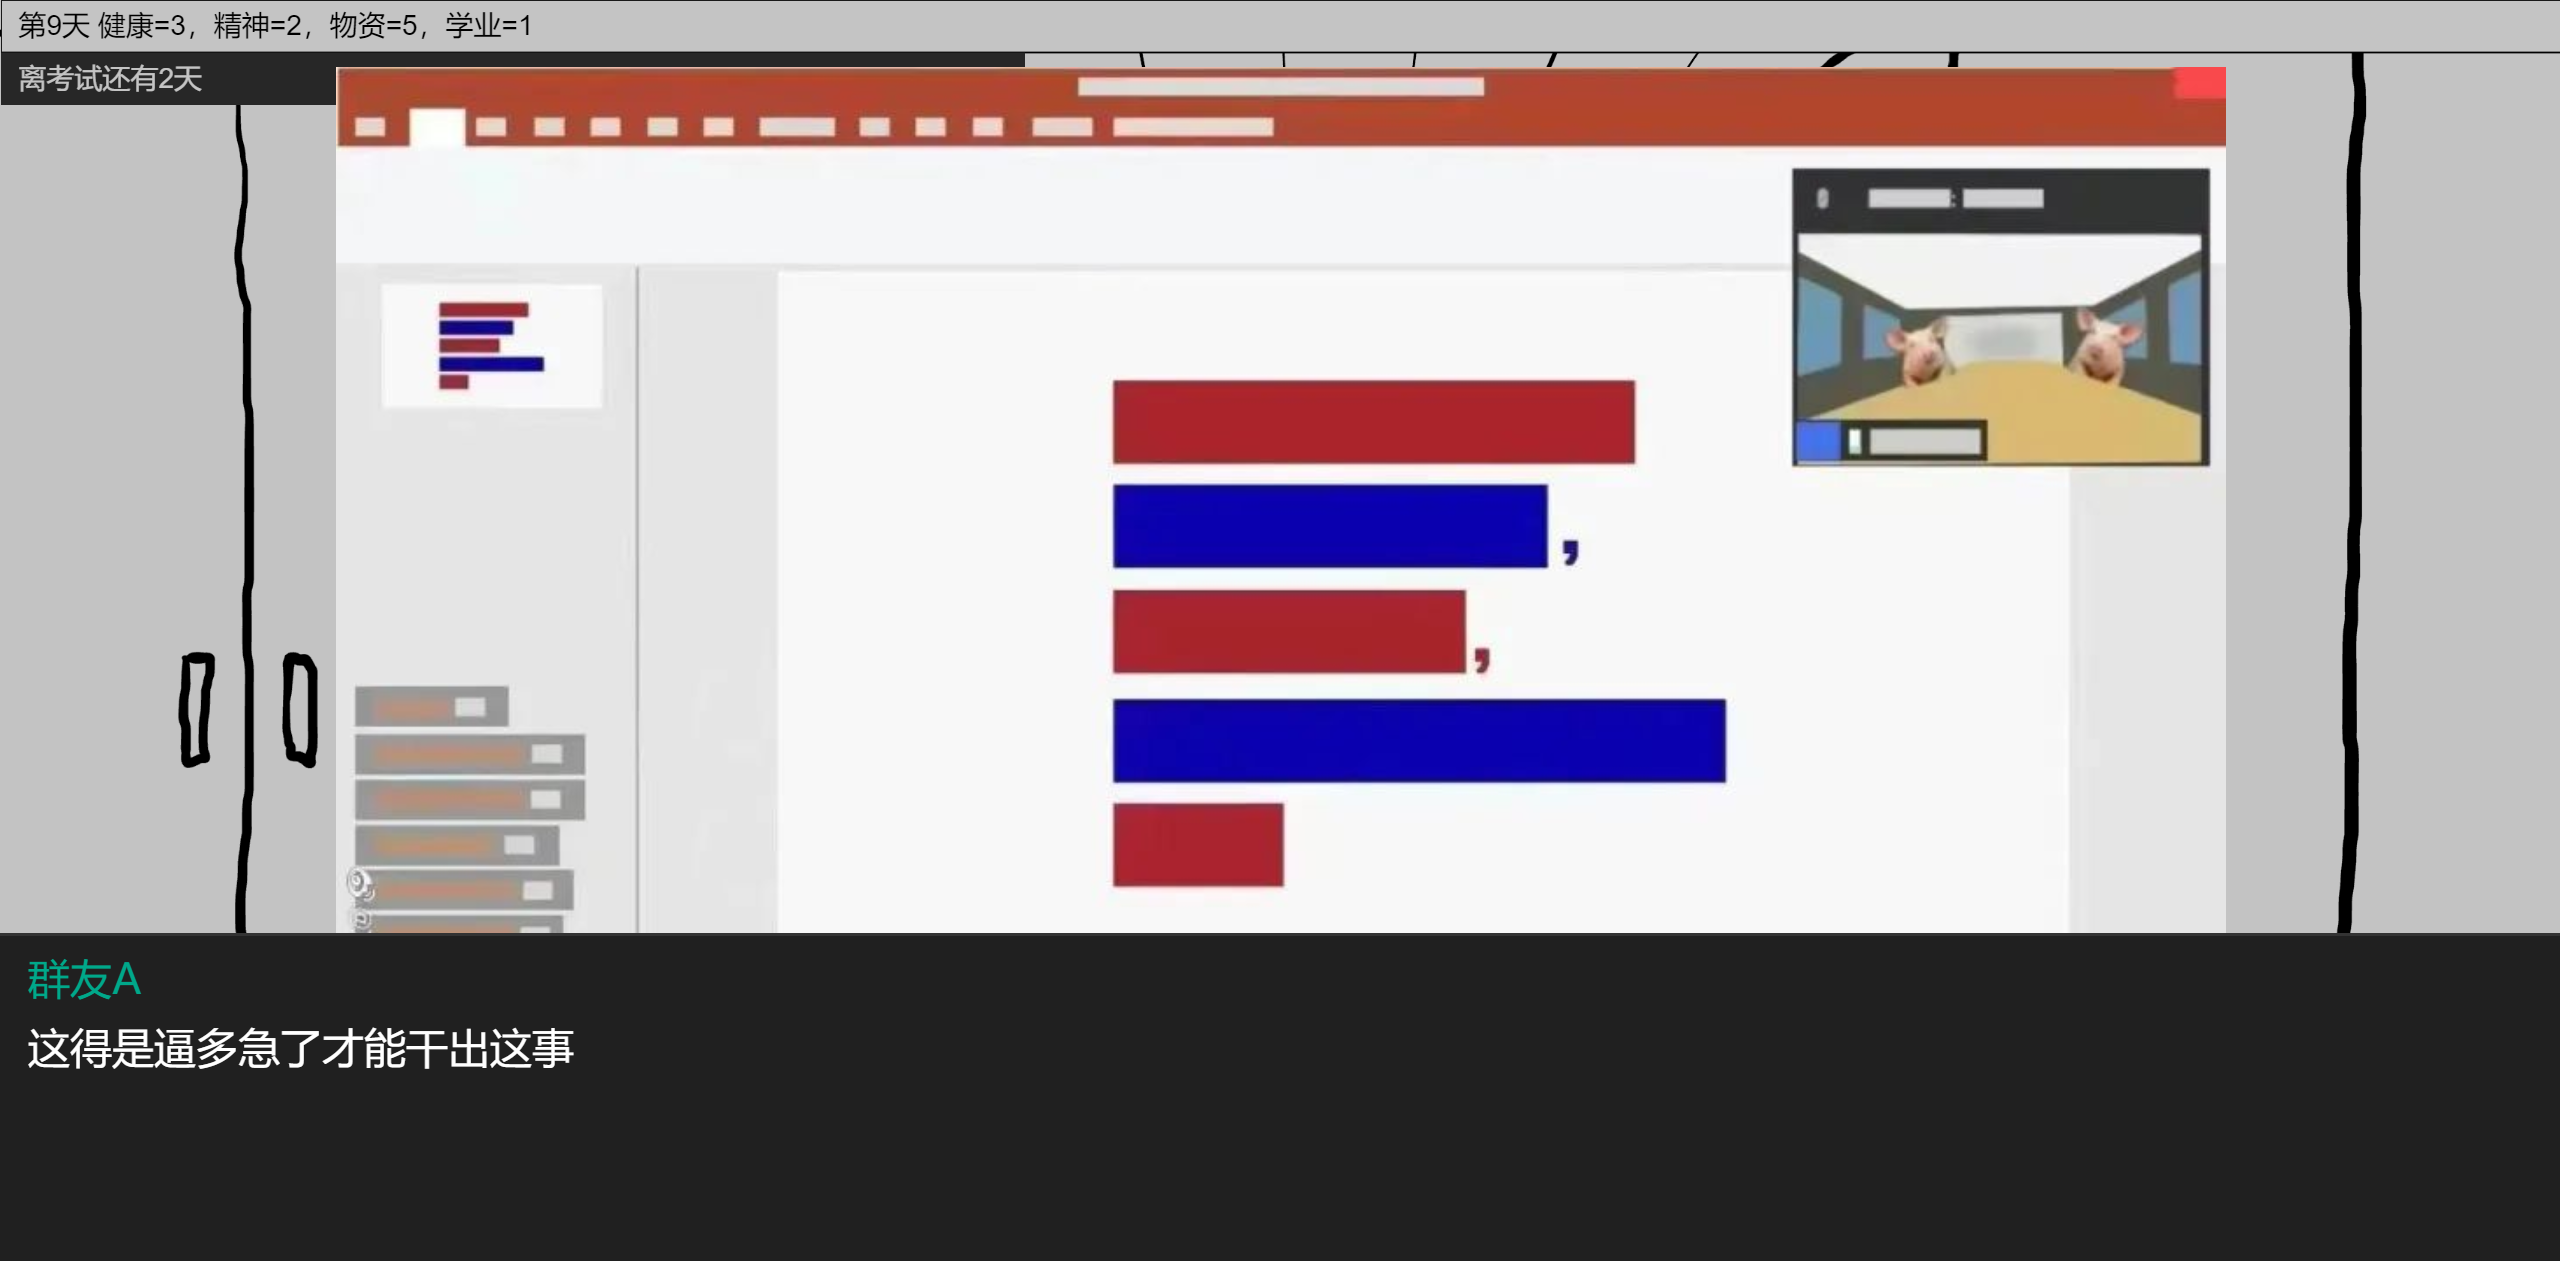 第9天 健康=3，精神=2，物资=5，学业=1
离考试还有2天
，
，
群友A
这得是逼多急了才能干出这事